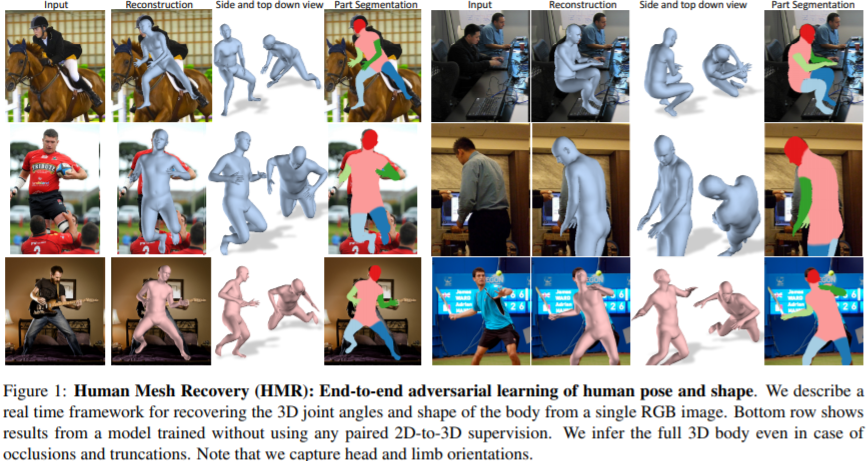 Input Reconstruction Side and top down view Part Segmentation Input Reconstruction Side and top down view Part Segmentation
Figure 1: Human Mesh Recovery (HMR): End-to-end adversarial learning of human pose and shape. We describe a
real time framework for recovering the 3D joint angles and shape of the body from a single RGB image. Bottom row shows
results from a model trained without using any paired 2D-to-3D supervision. We infer the full 3D body even in case of
occlusions and truncations. Note that we capture head and limb orientations.